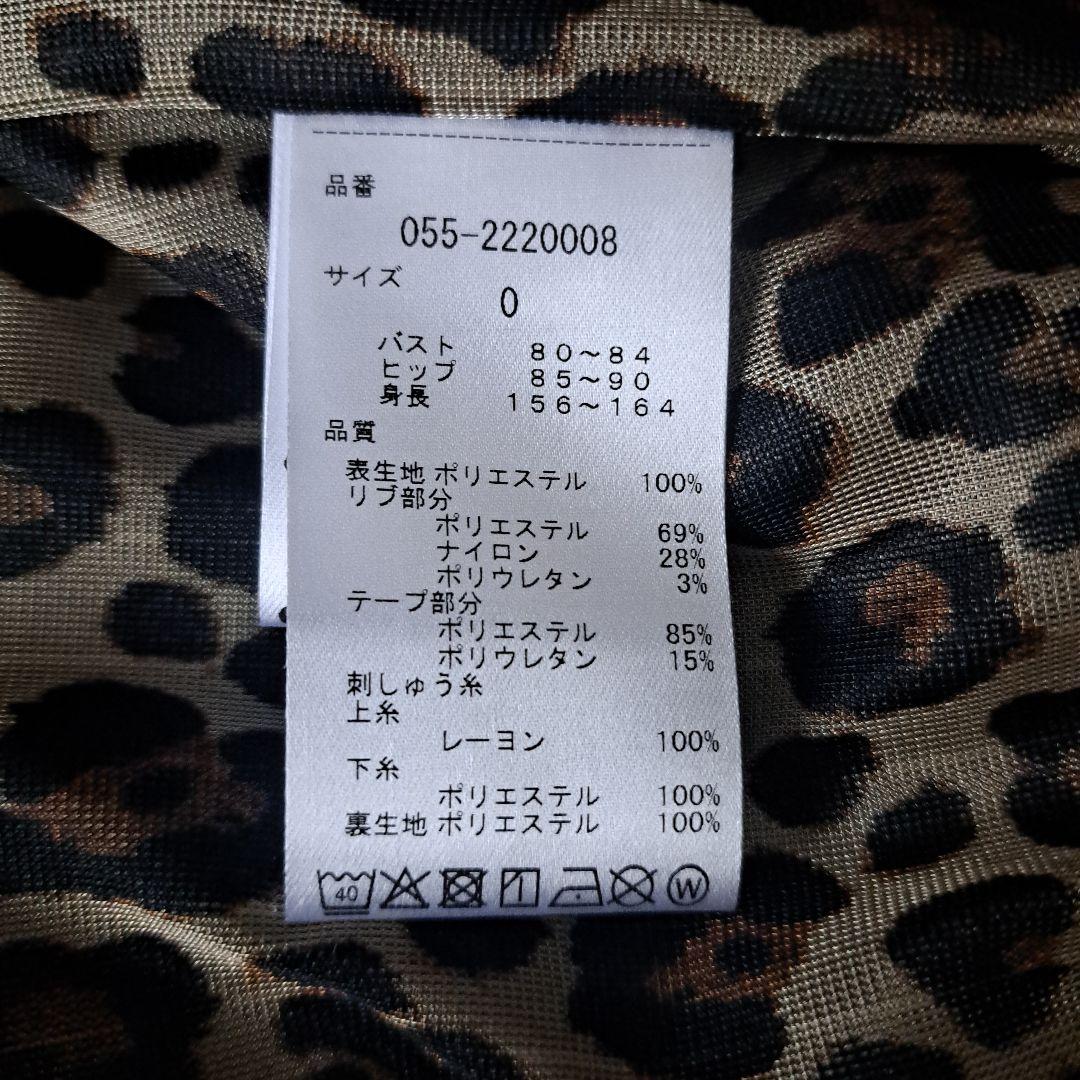 品番
055-2220008
サイズ
0
バスト 80～84
ヒップ 85～90
身長 156～164
品質
表生地 ポリエステル 100%
リブ部分
ポリエステル 69%
ナイロン 28%
ポリウレタン 3%
テープ部分
ポリエステル 85%
ポリウレタン 15%
刺しゅう糸
上糸
レーヨン 100%
下糸
ポリエステル 100%
裏生地 ポリエステル 100%
40 W